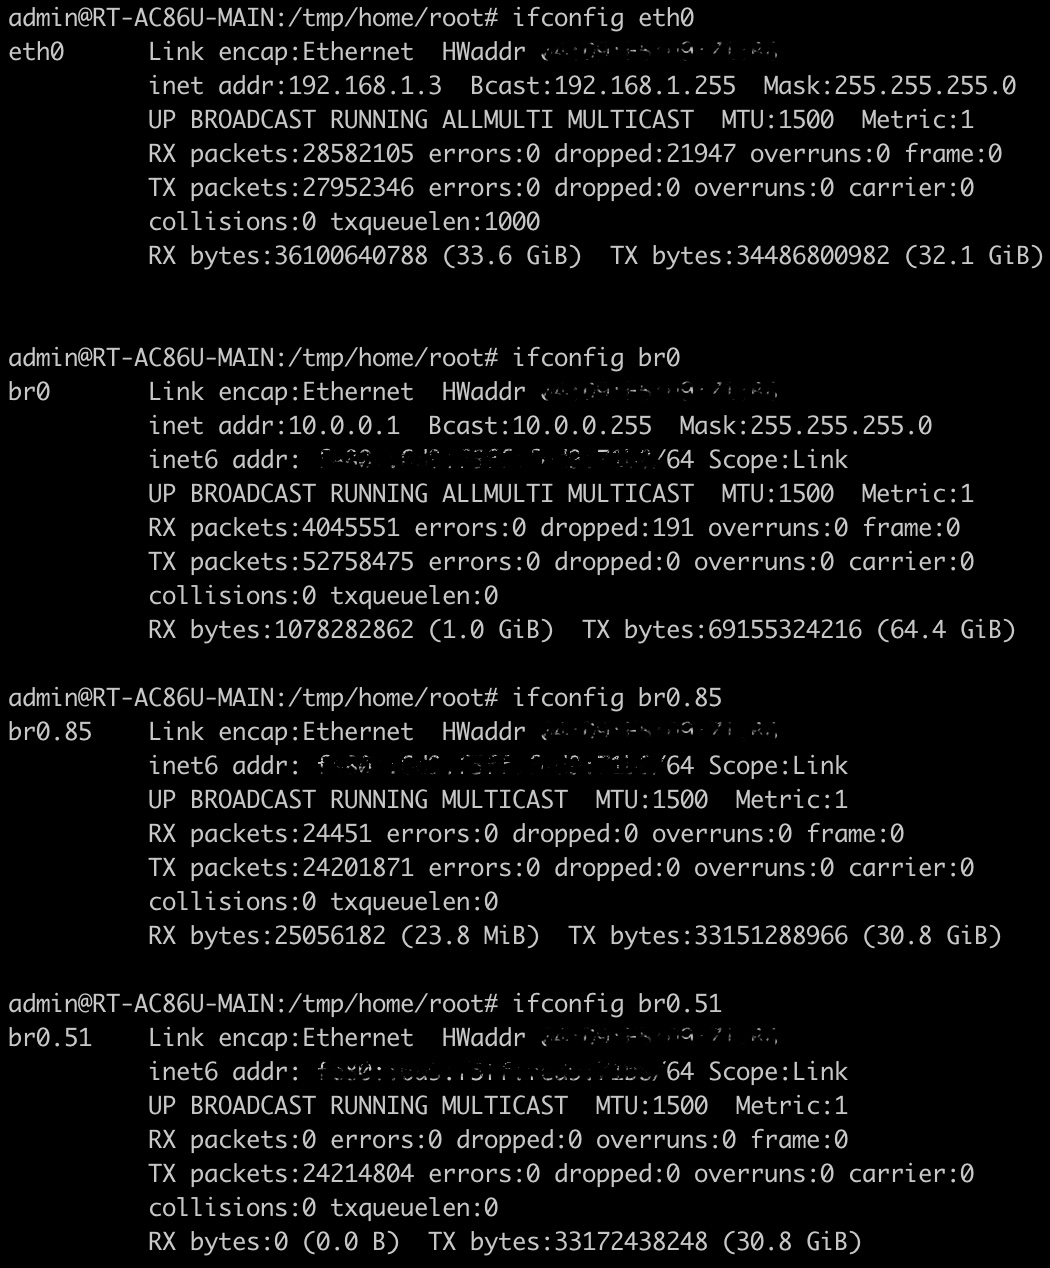 admin@RT-AC86U-MAIN:/tmp/home/root# ifconfig eth0
eth0      Link encap:Ethernet  HWaddr
          inet addr:192.168.1.3  Bcast:192.168.1.255  Mask:255.255.255.0
          UP BROADCAST RUNNING ALLMULTI MULTICAST  MTU:1500  Metric:1
          RX packets:28582105 errors:0 dropped:21947 overruns:0 frame:0
          TX packets:27952346 errors:0 dropped:0 overruns:0 carrier:0
          collisions:0 txqueuelen:1000
          RX bytes:36100640788 (33.6 GiB)  TX bytes:34486800982 (32.1 GiB)
admin@RT-AC86U-MAIN:/tmp/home/root# ifconfig br0
br0       Link encap:Ethernet  HWaddr
          inet addr:10.0.0.1  Bcast:10.0.0.255  Mask:255.255.255.0
          inet6 addr: /64 Scope:Link
          UP BROADCAST RUNNING ALLMULTI MULTICAST  MTU:1500  Metric:1
          RX packets:4045551 errors:0 dropped:191 overruns:0 frame:0
          TX packets:52758475 errors:0 dropped:0 overruns:0 carrier:0
          collisions:0 txqueuelen:0
          RX bytes:1078282862 (1.0 GiB)  TX bytes:69155324216 (64.4 GiB)
admin@RT-AC86U-MAIN:/tmp/home/root# ifconfig br0.85
br0.85    Link encap:Ethernet  HWaddr
          inet6 addr: /64 Scope:Link
          UP BROADCAST RUNNING MULTICAST  MTU:1500  Metric:1
          RX packets:24451 errors:0 dropped:0 overruns:0 frame:0
          TX packets:24201871 errors:0 dropped:0 overruns:0 carrier:0
          collisions:0 txqueuelen:0
          RX bytes:25056182 (23.8 MiB)  TX bytes:33151288966 (30.8 GiB)
admin@RT-AC86U-MAIN:/tmp/home/root# ifconfig br0.51
br0.51    Link encap:Ethernet  HWaddr
          inet6 addr: /64 Scope:Link
          UP BROADCAST RUNNING MULTICAST  MTU:1500  Metric:1
          RX packets:0 errors:0 dropped:0 overruns:0 frame:0
          TX packets:24214804 errors:0 dropped:0 overruns:0 carrier:0
          collisions:0 txqueuelen:0
          RX bytes:0 (0.0 B)  TX bytes:33172438248 (30.8 GiB)